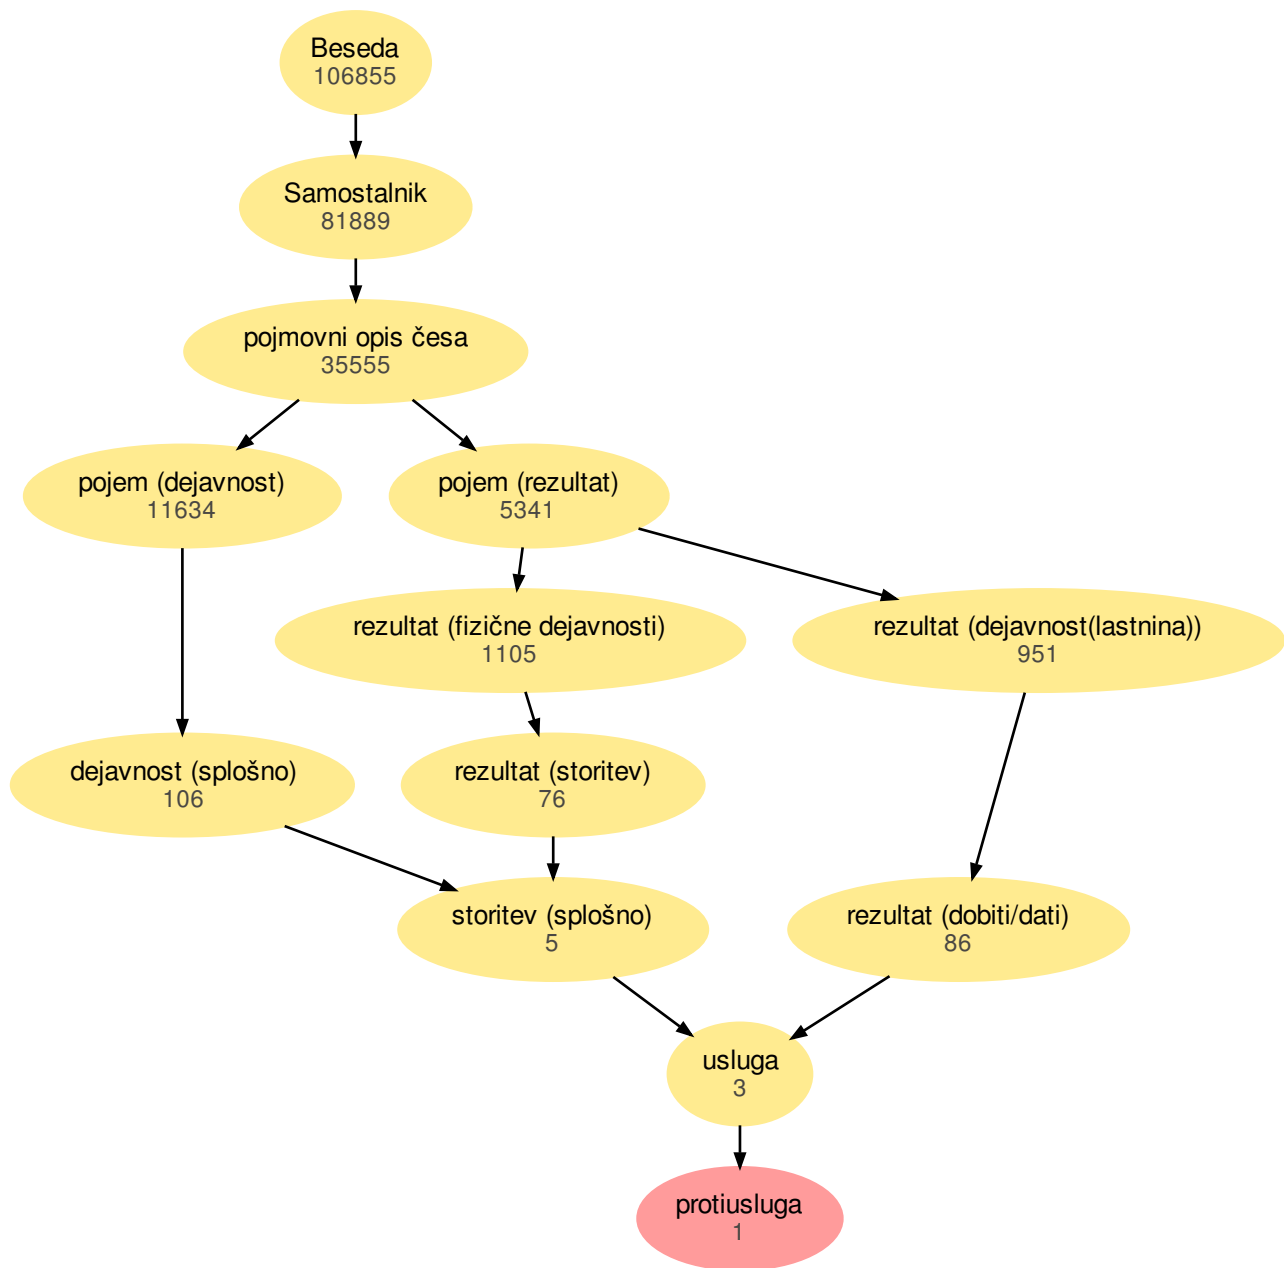 Beseda
106855
Samostalnik
81889
pojmovni opis česa
35555
pojem (dejavnost)
11634
pojem (rezultat)
5341
rezultat (fizične dejavnosti)
1105
rezultat (dejavnost(lastnina))
951
dejavnost (splošno)
106
rezultat (storitev)
76
storitev (splošno)
5
rezultat (dobiti/dati)
86
usluga
3
protiusluga
1